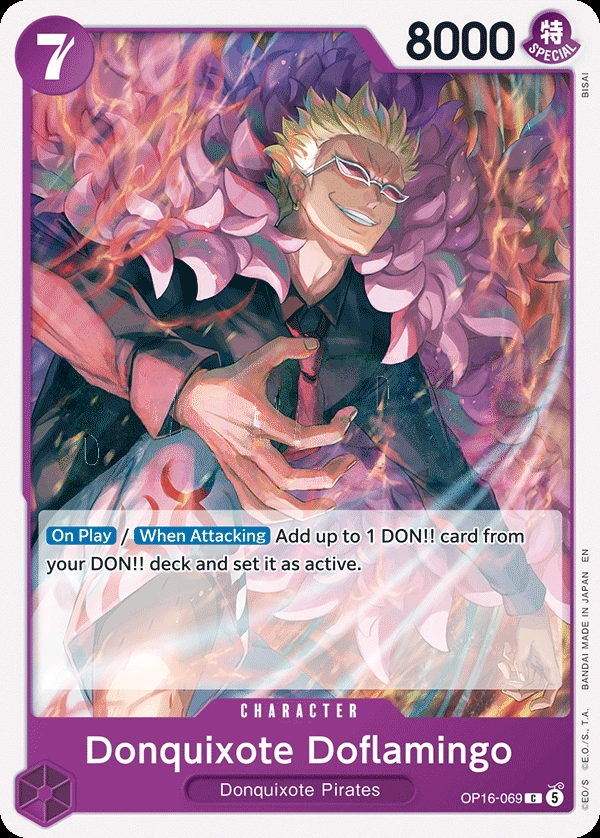 7
8000
特
SPECIAL
BISAI
On Play / When Attacking Add up to 1 DON!! card from
your DON!! deck and set it as active.
BANDAI MADE IN JAPAN EN
©E.O./S., T.A.
©EO/S
CHARACTER
Donquixote Doflamingo
Donquixote Pirates
OP16-069 C 5